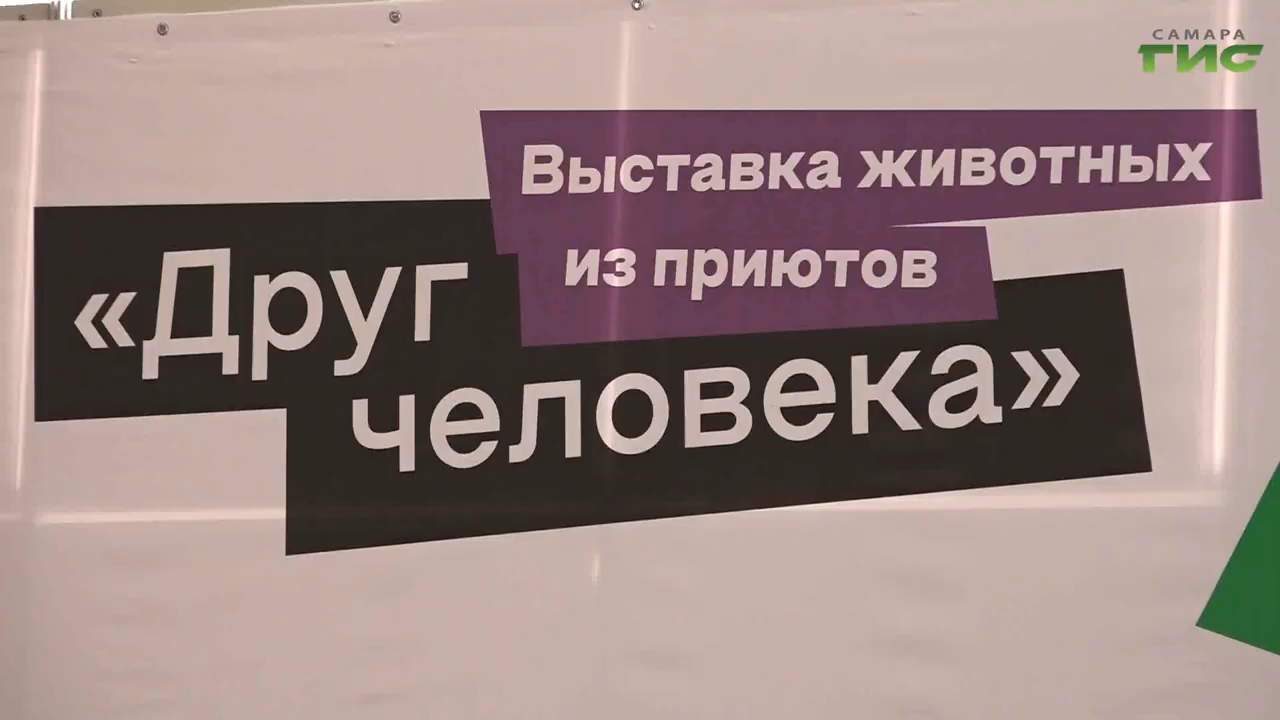 САМАРА
ГИС
Выставка животных
из приютов
«Друг
человека»